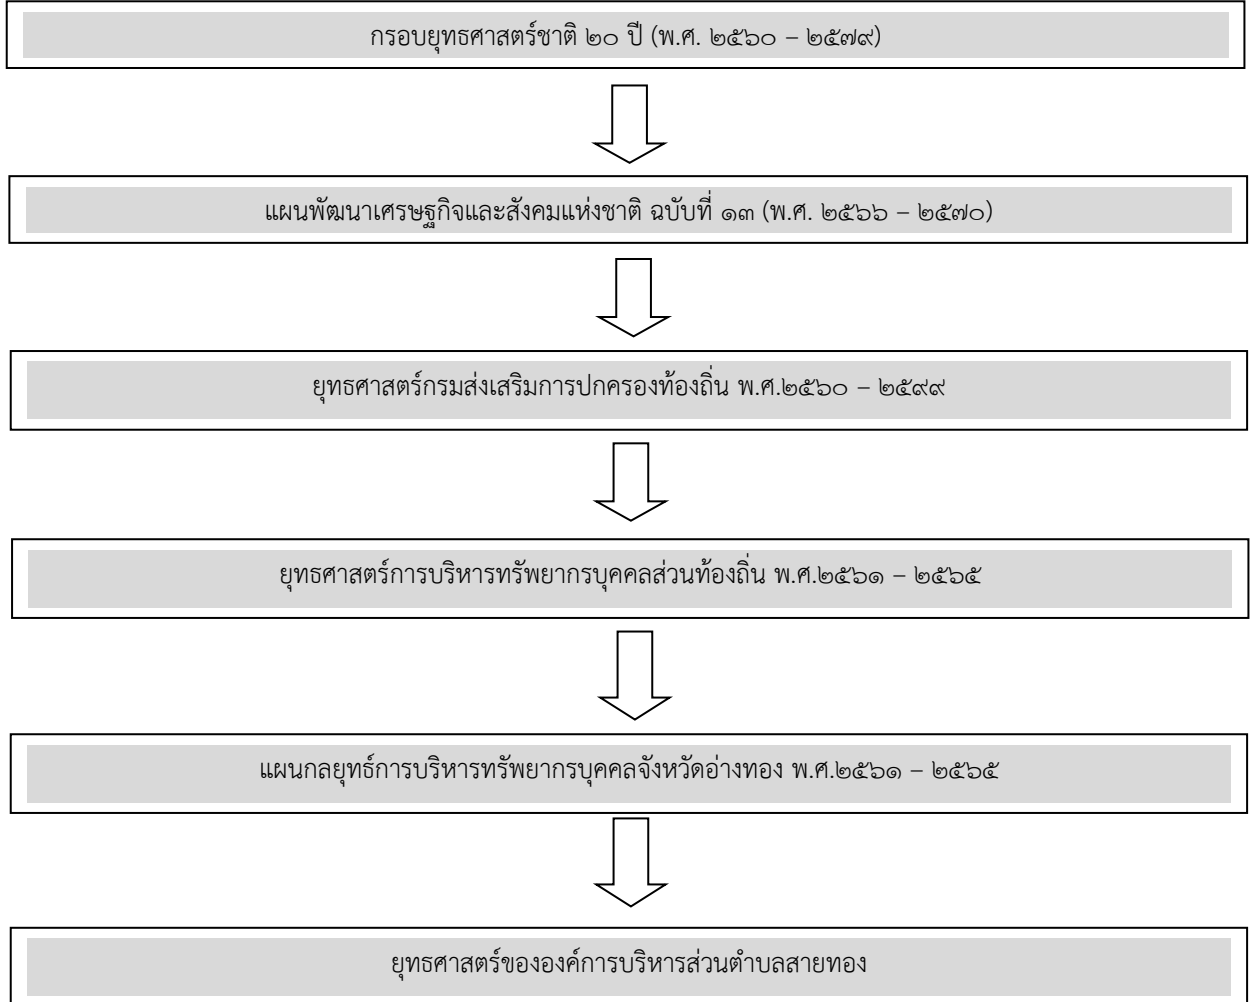 กรอบยุทธศาสตร์ชาติ ๒๐ ปี (พ.ศ. ๒๕๖๐ – ๒๕๗๙)
แผนพัฒนาเศรษฐกิจและสังคมแห่งชาติ ฉบับที่ ๑๓ (พ.ศ. ๒๕๖๖ – ๒๕๗๐)
ยุทธศาสตร์กรมส่งเสริมการปกครองท้องถิ่น พ.ศ.๒๕๖๐ – ๒๕๙๙
ยุทธศาสตร์การบริหารทรัพยากรบุคคลส่วนท้องถิ่น พ.ศ.๒๕๖๑ – ๒๕๖๕
แผนกลยุทธ์การบริหารทรัพยากรบุคคลจังหวัดอ่างทอง พ.ศ.๒๕๖๑ – ๒๕๖๕
ยุทธศาสตร์ขององค์การบริหารส่วนตำบลสายทอง